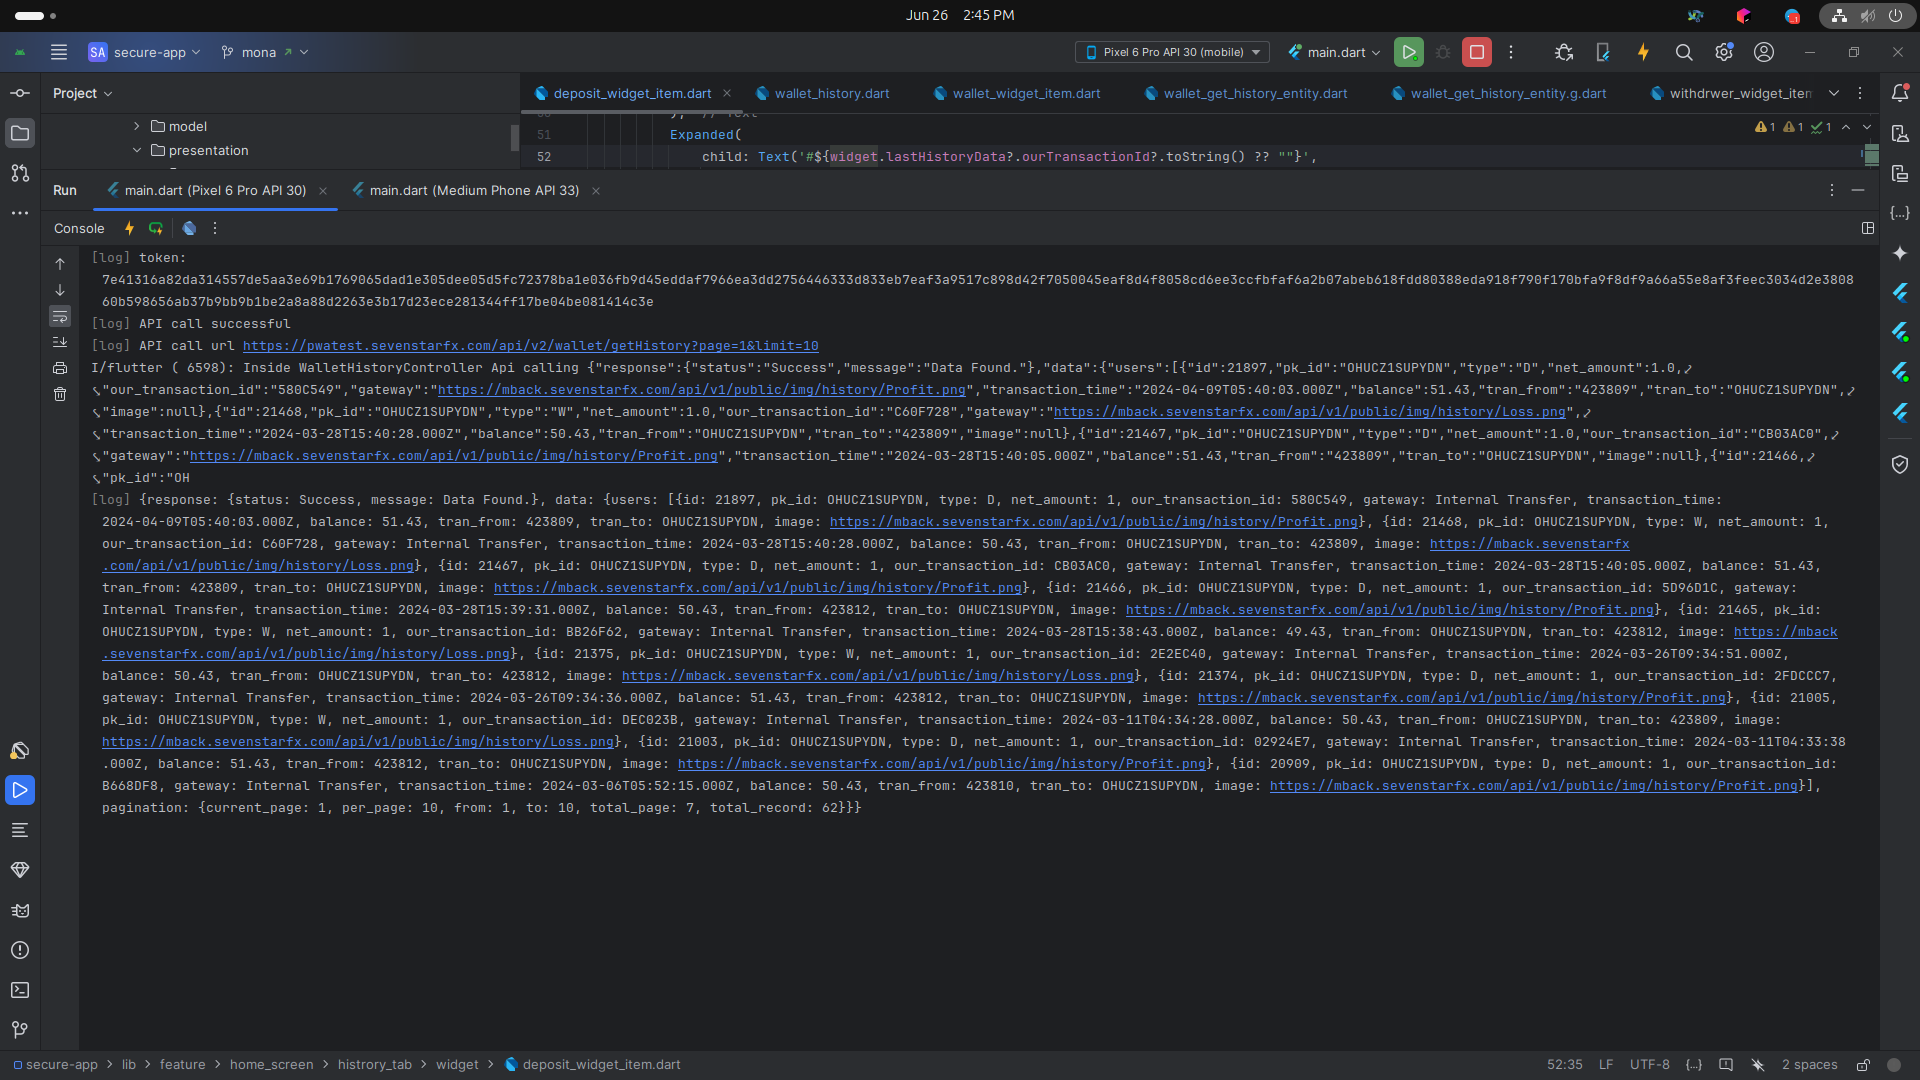 Jun 26 2:45 PM
SA secure-app mona Pixel 6 Pro API 30 (mobile) main.dart
Project deposit_widget_item.dart wallet_history.dart wallet_widget_item.dart wallet_get_history_entity.dart wallet_get_history_entity.g.dart withdrwer_widget_item
model
presentation
51 Expanded(
52 child: Text('#${widget.lastHistoryData?.ourTransactionId?.toString() ?? ""}',
1 1 1
Run main.dart (Pixel 6 Pro API 30) main.dart (Medium Phone API 33)
Console
[log] token:
7e41316a82da314557de5aa3e69b1769065dad1e305dee05d5fc72378ba1e036fb9d45eddaf7966ea3dd2756446333d833eb7eaf3a9517c898d42f7050045eaf8d4f8058cd6ee3ccfbfaf6a2b07abeb618fdd80388eda918f790f170bfa9f8df9a66a55e8af3feec3034d2e3808
60b598656ab37b9bb9b1be2a8a88d2263e3b17d23ece281344ff17be04be081414c3e
[log] API call successful
[log] API call url https://pwatest.sevenstarfx.com/api/v2/wallet/getHistory?page=1&limit=10
I/flutter ( 6598): Inside WalletHistoryController Api calling {"response":{"status":"Success","message":"Data Found."},"data":{"users":[{"id":21897,"pk_id":"OHUCZ1SUPYDN","type":"D","net_amount":1.0,
"our_transaction_id":"580C549","gateway":"https://mback.sevenstarfx.com/api/v1/public/img/history/Profit.png","transaction_time":"2024-04-09T05:40:03.000Z","balance":51.43,"tran_from":"423809","tran_to":"OHUCZ1SUPYDN",
"image":null},{"id":21468,"pk_id":"OHUCZ1SUPYDN","type":"W","net_amount":1.0,"our_transaction_id":"C60F728","gateway":"https://mback.sevenstarfx.com/api/v1/public/img/history/Loss.png",
"transaction_time":"2024-03-28T15:40:28.000Z","balance":50.43,"tran_from":"OHUCZ1SUPYDN","tran_to":"423809","image":null},{"id":21467,"pk_id":"OHUCZ1SUPYDN","type":"D","net_amount":1.0,"our_transaction_id":"CB03AC0",
"gateway":"https://mback.sevenstarfx.com/api/v1/public/img/history/Profit.png","transaction_time":"2024-03-28T15:40:05.000Z","balance":51.43,"tran_from":"423809","tran_to":"OHUCZ1SUPYDN","image":null},{"id":21466,
"pk_id":"OH
[log] {response: {status: Success, message: Data Found.}, data: {users: [{id: 21897, pk_id: OHUCZ1SUPYDN, type: D, net_amount: 1, our_transaction_id: 580C549, gateway: Internal Transfer, transaction_time:
2024-04-09T05:40:03.000Z, balance: 51.43, tran_from: 423809, tran_to: OHUCZ1SUPYDN, image: https://mback.sevenstarfx.com/api/v1/public/img/history/Profit.png}, {id: 21468, pk_id: OHUCZ1SUPYDN, type: W, net_amount: 1,
our_transaction_id: C60F728, gateway: Internal Transfer, transaction_time: 2024-03-28T15:40:28.000Z, balance: 50.43, tran_from: OHUCZ1SUPYDN, tran_to: 423809, image: https://mback.sevenstarfx
.com/api/v1/public/img/history/Loss.png}, {id: 21467, pk_id: OHUCZ1SUPYDN, type: D, net_amount: 1, our_transaction_id: CB03AC0, gateway: Internal Transfer, transaction_time: 2024-03-28T15:40:05.000Z, balance: 51.43,
tran_from: 423809, tran_to: OHUCZ1SUPYDN, image: https://mback.sevenstarfx.com/api/v1/public/img/history/Profit.png}, {id: 21466, pk_id: OHUCZ1SUPYDN, type: D, net_amount: 1, our_transaction_id: 5D96D1C, gateway:
Internal Transfer, transaction_time: 2024-03-28T15:39:31.000Z, balance: 50.43, tran_from: 423812, tran_to: OHUCZ1SUPYDN, image: https://mback.sevenstarfx.com/api/v1/public/img/history/Profit.png}, {id: 21465, pk_id:
OHUCZ1SUPYDN, type: W, net_amount: 1, our_transaction_id: BB26F62, gateway: Internal Transfer, transaction_time: 2024-03-28T15:38:43.000Z, balance: 49.43, tran_from: OHUCZ1SUPYDN, tran_to: 423812, image: https://mback
.sevenstarfx.com/api/v1/public/img/history/Loss.png}, {id: 21375, pk_id: OHUCZ1SUPYDN, type: W, net_amount: 1, our_transaction_id: 2E2EC40, gateway: Internal Transfer, transaction_time: 2024-03-26T09:34:51.000Z,
balance: 50.43, tran_from: OHUCZ1SUPYDN, tran_to: 423812, image: https://mback.sevenstarfx.com/api/v1/public/img/history/Loss.png}, {id: 21374, pk_id: OHUCZ1SUPYDN, type: D, net_amount: 1, our_transaction_id: 2FDCCC7,
gateway: Internal Transfer, transaction_time: 2024-03-26T09:34:36.000Z, balance: 51.43, tran_from: 423812, tran_to: OHUCZ1SUPYDN, image: https://mback.sevenstarfx.com/api/v1/public/img/history/Profit.png}, {id: 21005,
pk_id: OHUCZ1SUPYDN, type: W, net_amount: 1, our_transaction_id: DEC023B, gateway: Internal Transfer, transaction_time: 2024-03-11T04:34:28.000Z, balance: 50.43, tran_from: OHUCZ1SUPYDN, tran_to: 423809, image:
https://mback.sevenstarfx.com/api/v1/public/img/history/Loss.png}, {id: 21003, pk_id: OHUCZ1SUPYDN, type: D, net_amount: 1, our_transaction_id: 02924E7, gateway: Internal Transfer, transaction_time: 2024-03-11T04:33:38
.000Z, balance: 51.43, tran_from: 423812, tran_to: OHUCZ1SUPYDN, image: https://mback.sevenstarfx.com/api/v1/public/img/history/Profit.png}, {id: 20909, pk_id: OHUCZ1SUPYDN, type: D, net_amount: 1, our_transaction_id:
B668DF8, gateway: Internal Transfer, transaction_time: 2024-03-06T05:52:15.000Z, balance: 50.43, tran_from: 423810, tran_to: OHUCZ1SUPYDN, image: https://mback.sevenstarfx.com/api/v1/public/img/history/Profit.png}],
pagination: {current_page: 1, per_page: 10, from: 1, to: 10, total_page: 7, total_record: 62}}}
secure-app lib feature home_screen histrory_tab widget deposit_widget_item.dart 52:35 LF UTF-8 {..} 2 spaces